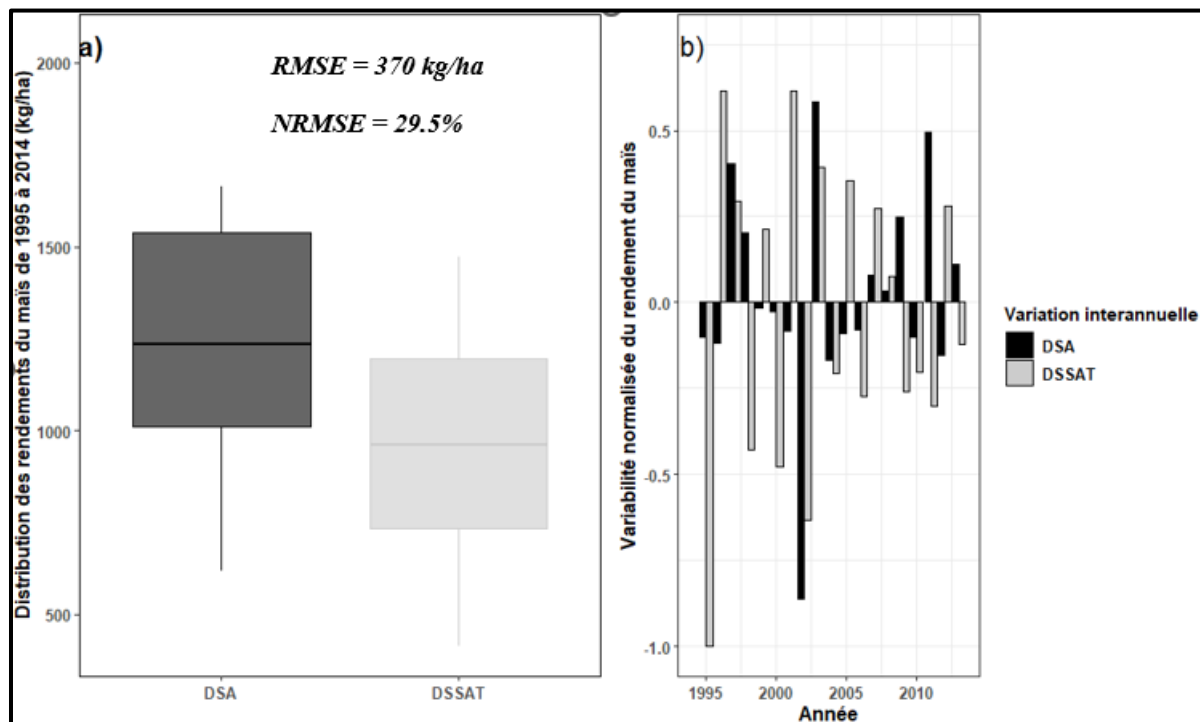 a)
RMSE = 370 kg/ha
NRMSE = 29.5%
Distribution des rendements du maïs de 1995 à 2014 (kg/ha)
2000
1500
1000
500
DSA
DSSAT
b)
Variabilité normalisée du rendement du maïs
0.5
0.0
-0.5
-1.0
1995
2000
2005
2010
Année
Variation interannuelle
DSA
DSSAT